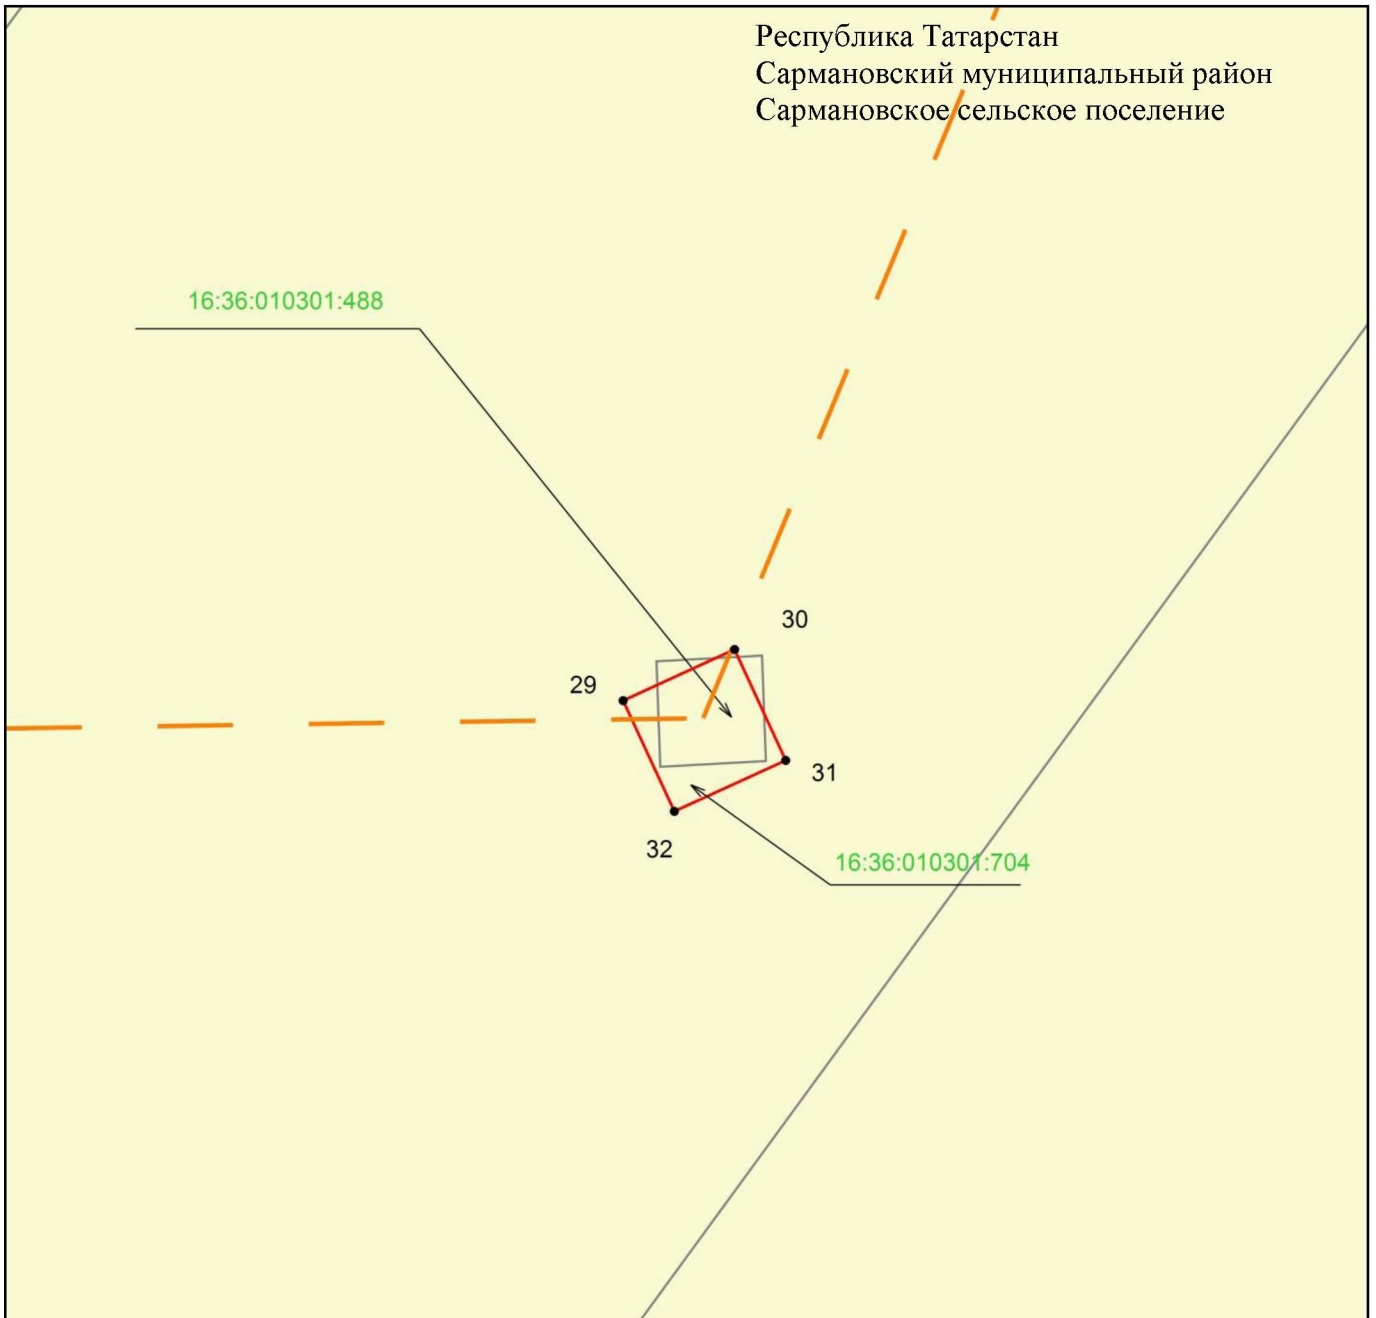 Республика Татарстан
Сармановский муниципальный район
Сармановское сельское поселение
16:36:010301:488
30
29
31
32
16:36:010301:704